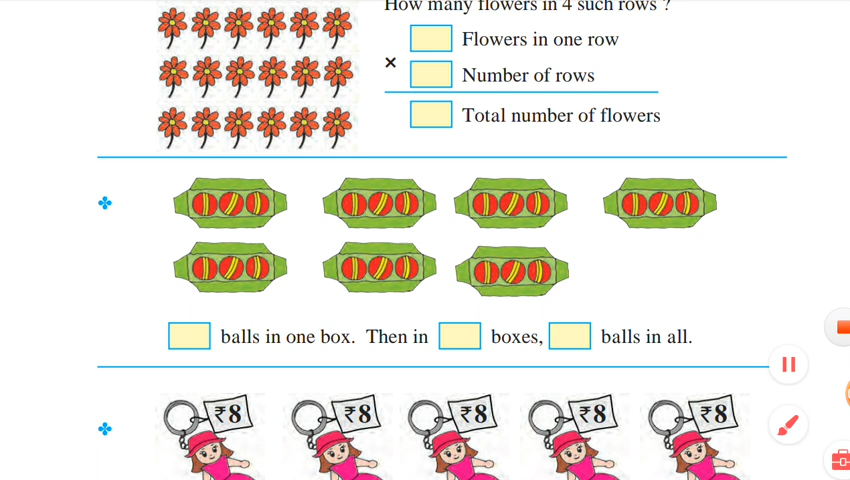 How many flowers in 4 such rows ?
Flowers in one row
×
Number of rows
Total number of flowers
balls in one box. Then in boxes, balls in all.
₹8 ₹8 ₹8 ₹8 ₹8